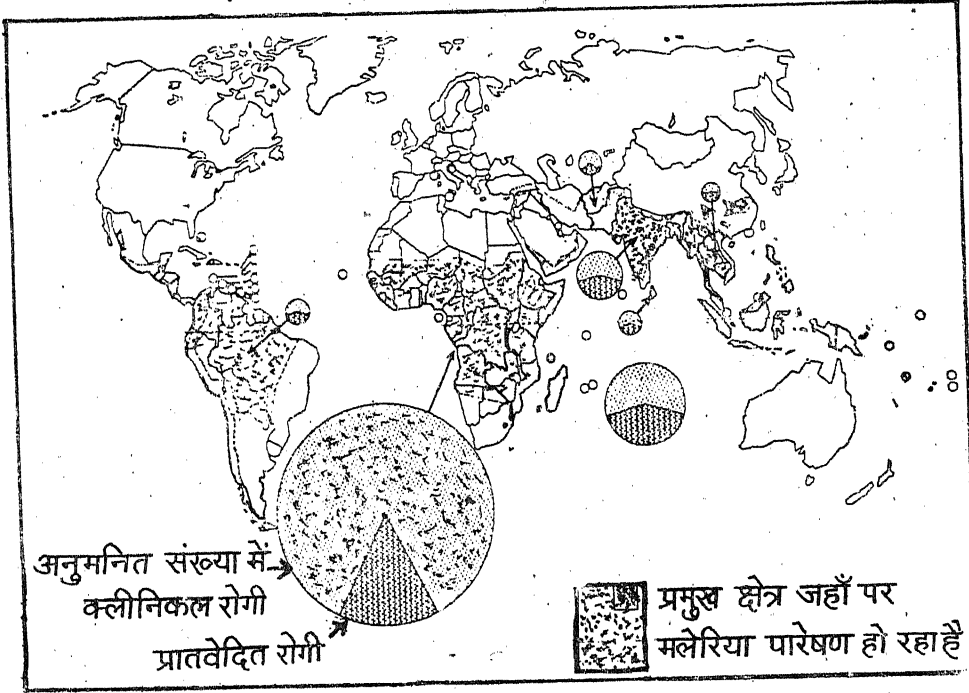 अनुमनित संख्या में
क्लीनिकल रोगी
प्रातवेदित रोगी
प्रमुख क्षेत्र जहाँ पर
मलेरिया पारेषण हो रहा है